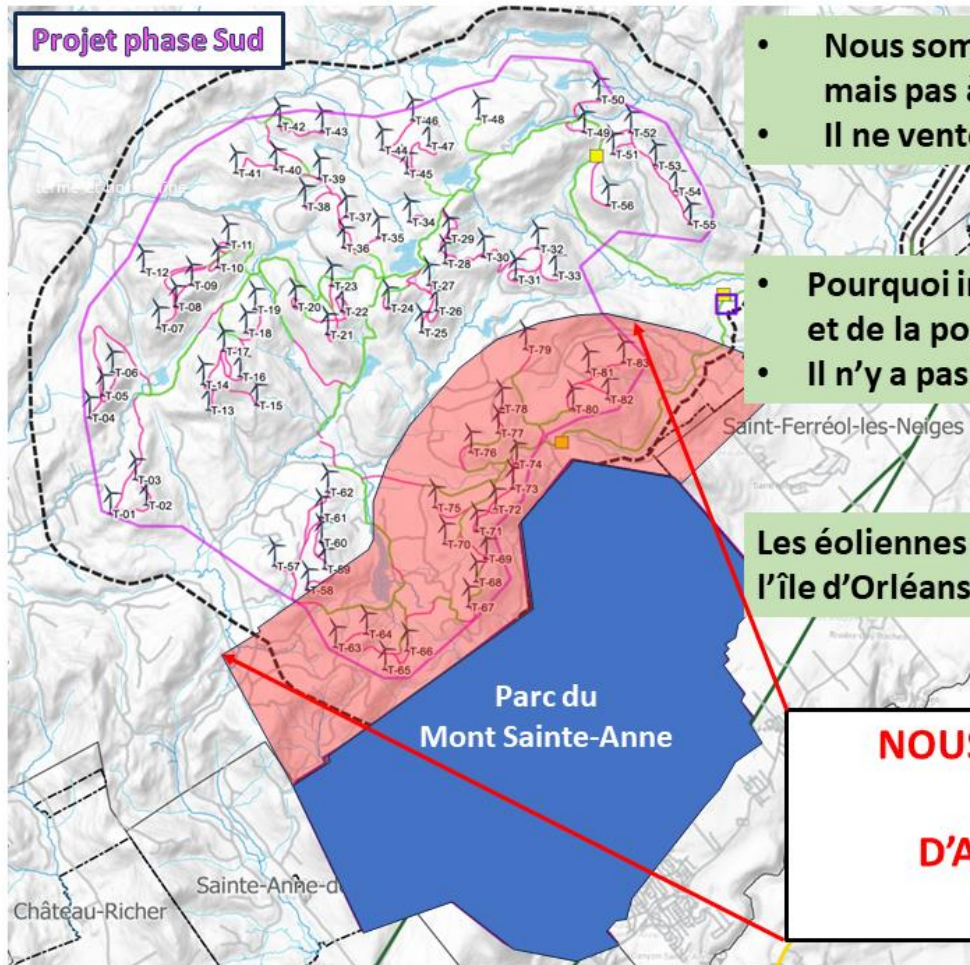 Projet phase Sud
• Nous som
mais pas a
• Il ne vente
• Pourquoi in
et de la po
• Il n'y a pas
Les éoliennes
l'île d'Orléans
NOUS
D'A
Parc du
Mont Sainte-Anne
Saint-Ferréol-les-Neiges
Sainte-Anne-de
Château-Richer
T-50
T-42
T-43
T-46
T-48
T-49
T-52
T-44
T-47
T-51
T-41
T-40
T-45
T-53
T-39
T-54
T-38
T-56
T-37
T-34
T-55
T-36
T-35
T-29
T-32
T-11
T-12
T-10
T-28
T-30
T-31
T-33
T-09
T-23
T-27
T-08
T-19
T-20
T-22
T-24
T-26
T-07
T-18
T-21
T-25
T-17
T-79
T-83
T-06
T-14
T-16
T-81
T-05
T-13
T-15
T-80
T-82
T-04
T-78
T-77
T-76
T-74
T-03
T-73
T-01
T-02
T-62
T-75
T-72
T-61
T-71
T-60
T-70
T-57
T-59
T-69
T-58
T-68
T-67
T-64
T-63
T-66
T-65